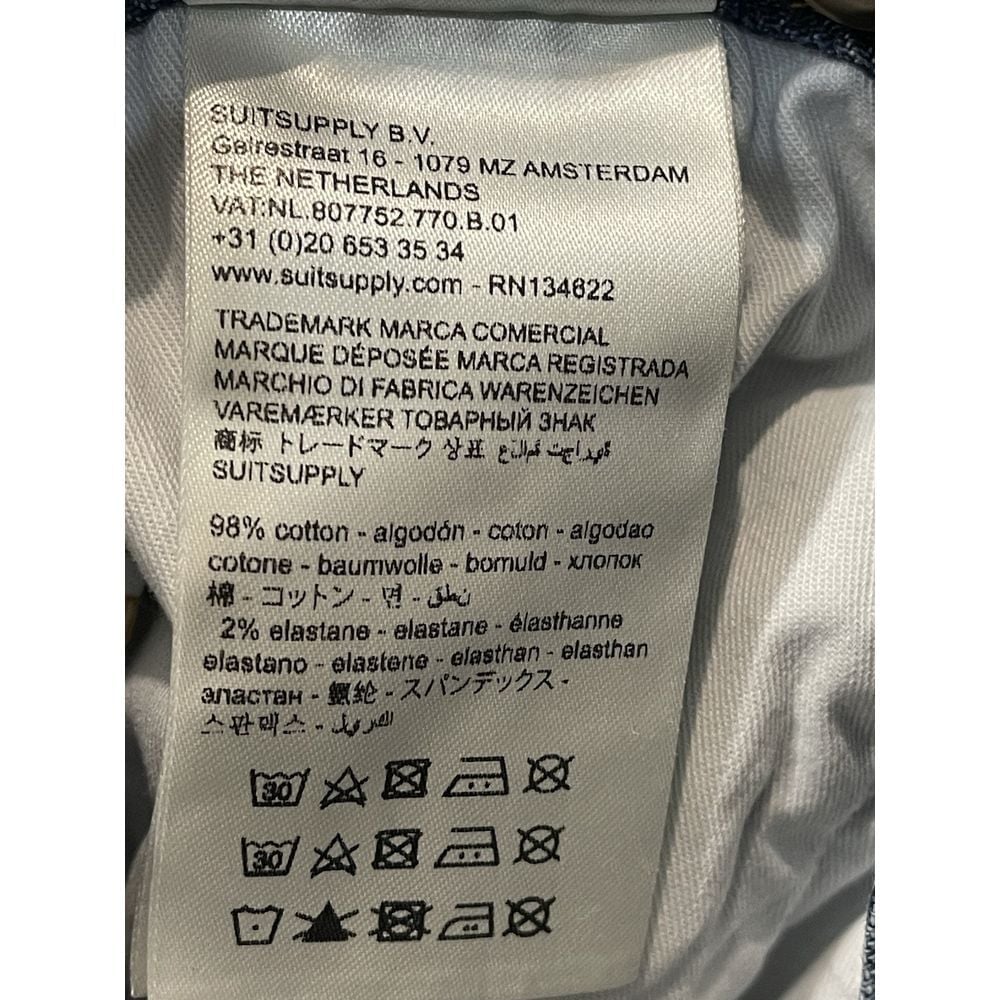 SUITSUPPLY B.V.
Gelrestraat 16 - 1079 MZ AMSTERDAM
THE NETHERLANDS
VAT:NL.807752.770.B.01
+31 (0)20 653 35 34
www.suitsupply.com - RN134622
TRADEMARK MARCA COMERCIAL
MARQUE DÉPOSÉE MARCA REGISTRADA
MARCHIO DI FABRICA WARENZEICHEN
VAREMÆRKER ТОВАРНЫЙ ЗНАК
商标 トレードマーク 상표
SUITSUPPLY
98% cotton - algodón - coton - algodao
cotone - baumwolle - bomuld - хлопок
棉 - コットン - 면 - نطق
2% elastane - elastane - élasthanne
elastano - elastene - elasthan - elasthan
эластан - 氨纶 - スパンデックス -
스판덱스 -
30
30